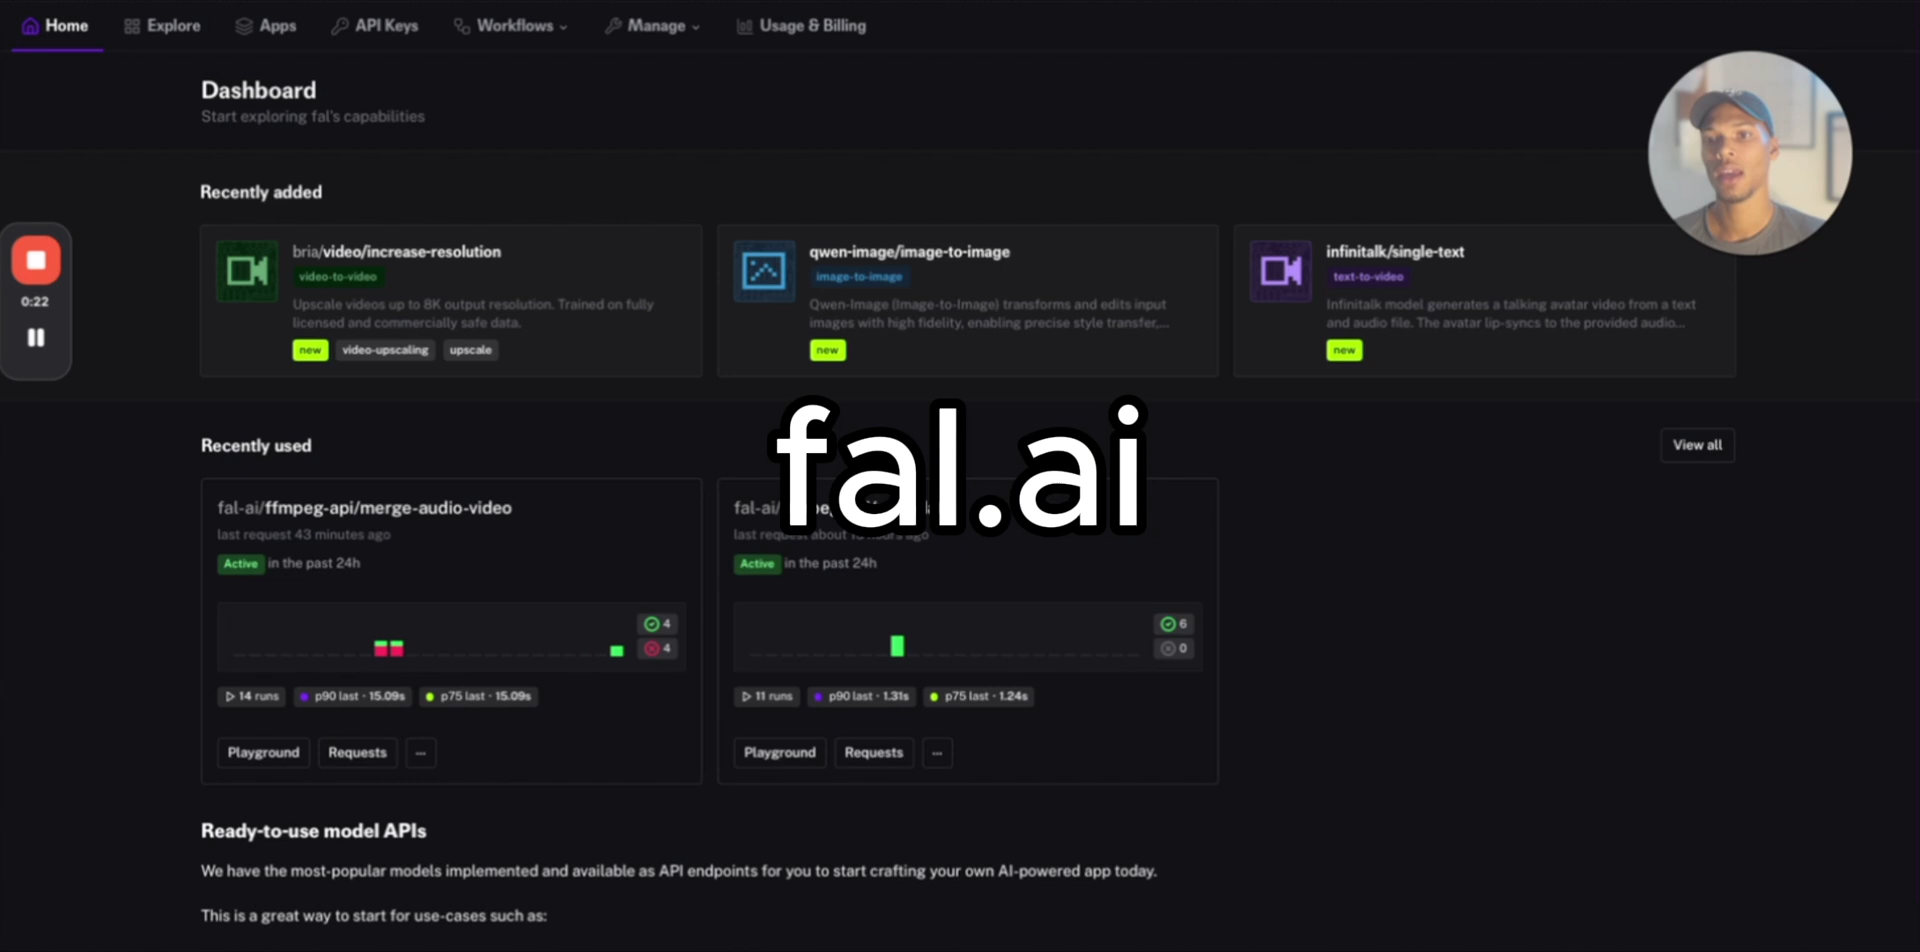 Home
Explore
Apps
API Keys
Workflows
Manage
Usage & Billing
Dashboard
Start exploring fal's capabilities
Recently added
bria/video/increase-resolution
video-to-video
Upscale videos up to 8K output resolution. Trained on fully
licensed and commercially safe data.
new
video-upscaling
upscale
qwen-image/image-to-image
image-to-image
Qwen-Image (Image-to-Image) transforms and edits input
images with high fidelity, enabling precise style transfer,...
new
infinitalk/single-text
text-to-video
Infinitalk model generates a talking avatar video from a text
and audio file. The avatar lip-syncs to the provided audio...
new
0:22
fal.ai
Recently used
View all
fal-ai/ffmpeg-api/merge-audio-video
last request 43 minutes ago
Active in the past 24h
4
4
14 runs
p90 last · 15.09s
p75 last · 15.09s
Playground
Requests
...
fal-ai/
last request about hours ago
Active in the past 24h
6
0
11 runs
p90 last · 1.31s
p75 last · 1.24s
Playground
Requests
...
Ready-to-use model APIs
We have the most-popular models implemented and available as API endpoints for you to start crafting your own AI-powered app today.
This is a great way to start for use-cases such as: